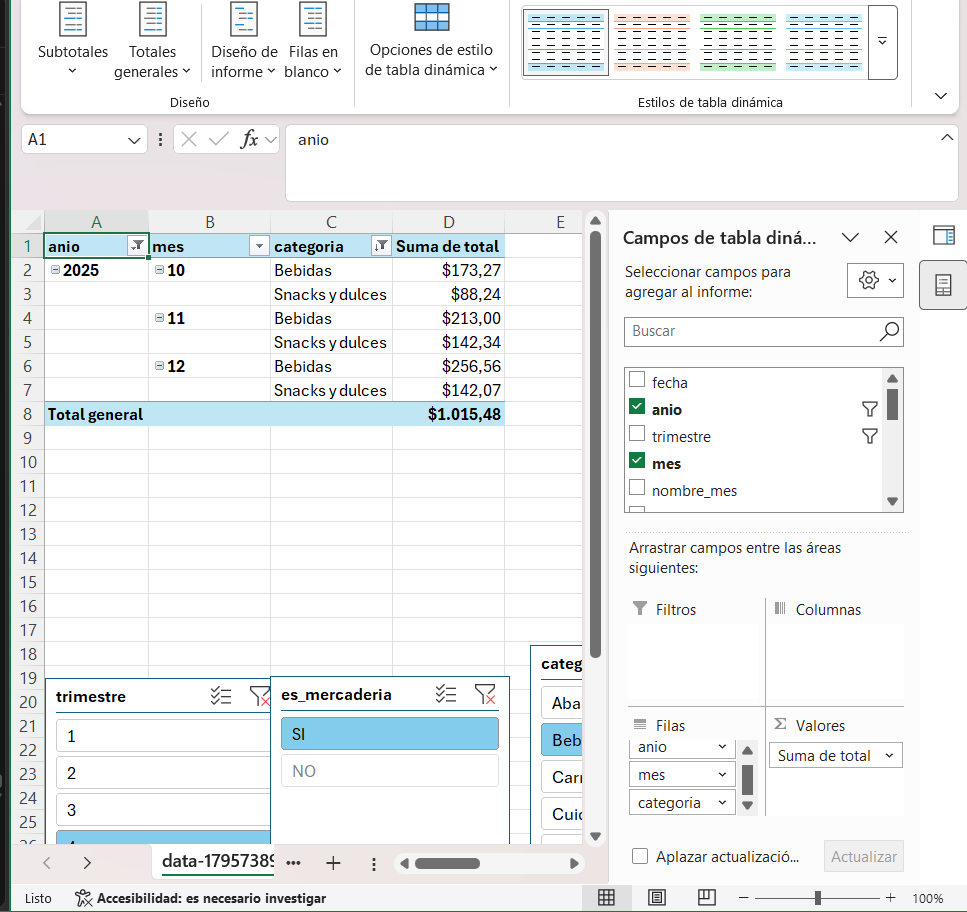 Subtotales
Totales
generales
Diseño de
informe
Filas en
blanco
Opciones de estilo
de tabla dinámica
Diseño
Estilos de tabla dinámica
A1
fx
anio
A B C D E
1 anio mes categoria Suma de total
2 2025 10 Bebidas $173,27
3 Snacks y dulces $88,24
4 11 Bebidas $213,00
5 Snacks y dulces $142,34
6 12 Bebidas $256,56
7 Snacks y dulces $142,07
8 Total general $1.015,48
9
10
11
12
13
14
15
16
17
18
19
20
21
22
23
24
25
trimestre
1
2
3
es_mercaderia
SI
NO
categ
Aba
Beb
Carr
Cuic
Campos de tabla diná...
Seleccionar campos para
agregar al informe:
Buscar
fecha
anio
trimestre
mes
nombre_mes
Arrastrar campos entre las áreas
siguientes:
Filtros
Columnas
Filas
anio
mes
categoria
Σ Valores
Suma de total
Aplazar actualizació...
Actualizar
data-17957389
Listo
Accesibilidad: es necesario investigar
100%